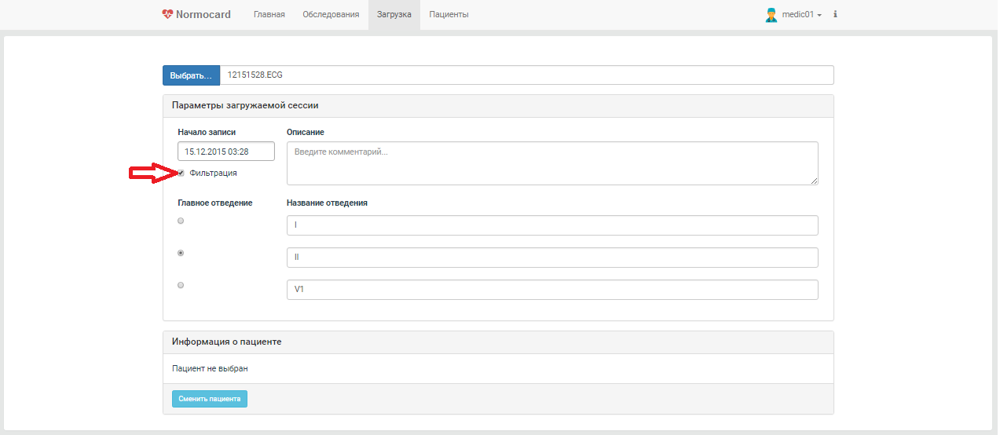 Normocard Главная Обследования Загрузка Пациенты medic01
Выбрать... 12151528.ECG
Параметры загружаемой сессии
Начало записи Описание
15.12.2015 03:28 Введите комментарий...
Фильтрация
Главное отведение Название отведения
I
II
V1
Информация о пациенте
Пациент не выбран
Сменить пациента